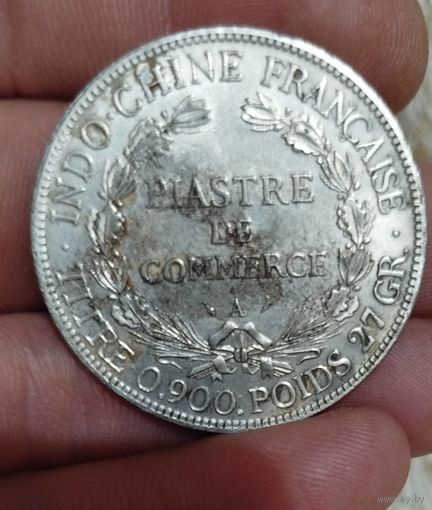 INDO·CHINE FRANÇAISE
PIASTRE
DE
COMMERCE
A
TITRE 0.900. POIDS 27 GR.
www.ay.by